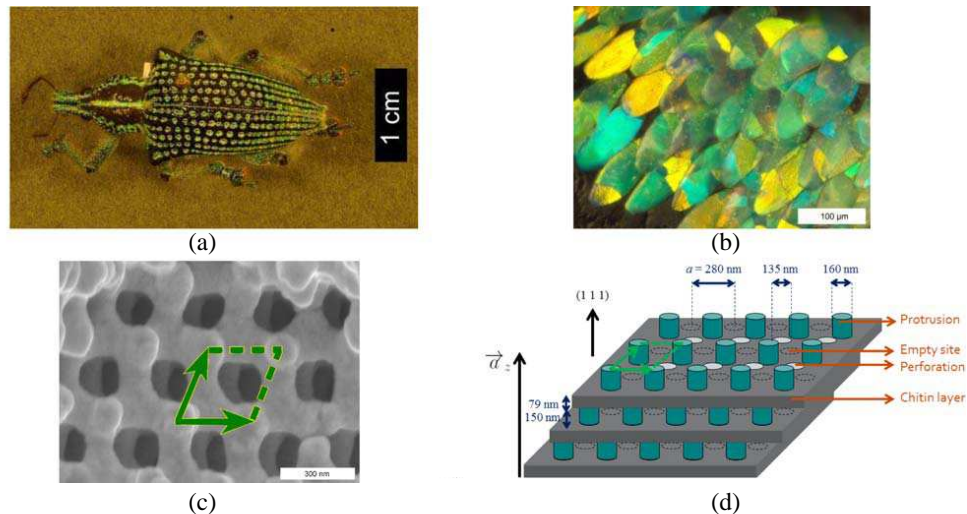 1 cm
100 µm
(a)
(b)
300 nm
(c)
a = 280 nm
135 nm
160 nm
(1 1 1)
Protrusion
Empty site
Perforation
a z
79 nm
150 nm
Chitin layer
(d)